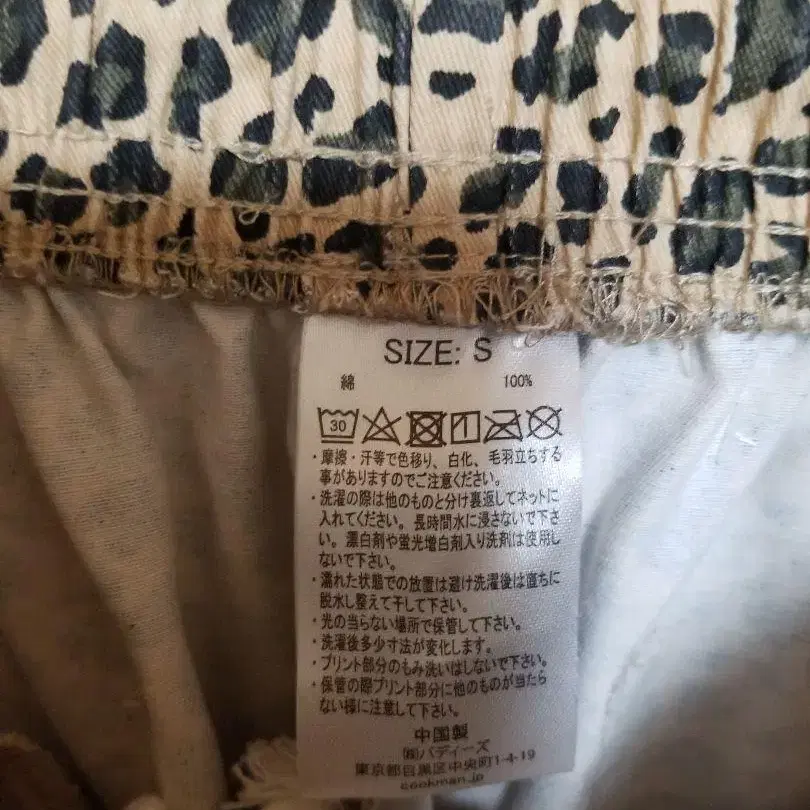 SIZE: S
綿 100%
30
・摩擦・汗等で色移り、白化、毛羽立ちする
事がありますのでご注意ください。
・洗濯の際は他のものと分け裏返してネットに
入れてください。長時間水に浸さないで下さ
い。漂白剤や蛍光増白剤入り洗剤は使用し
ないで下さい。
・濡れた状態での放置は避け洗濯後は直ちに
脱水し整えて干して下さい。
・光の当らない場所で保管して下さい。
・洗濯後多少寸法が変化します。
・プリント部分のもみ洗いはしないで下さい。
・保管の際プリント部分に他のものが当たら
ない様に注意して下さい。
中国製
㈱バディーズ
東京都目黒区中央町1-4-19
cookman.jp